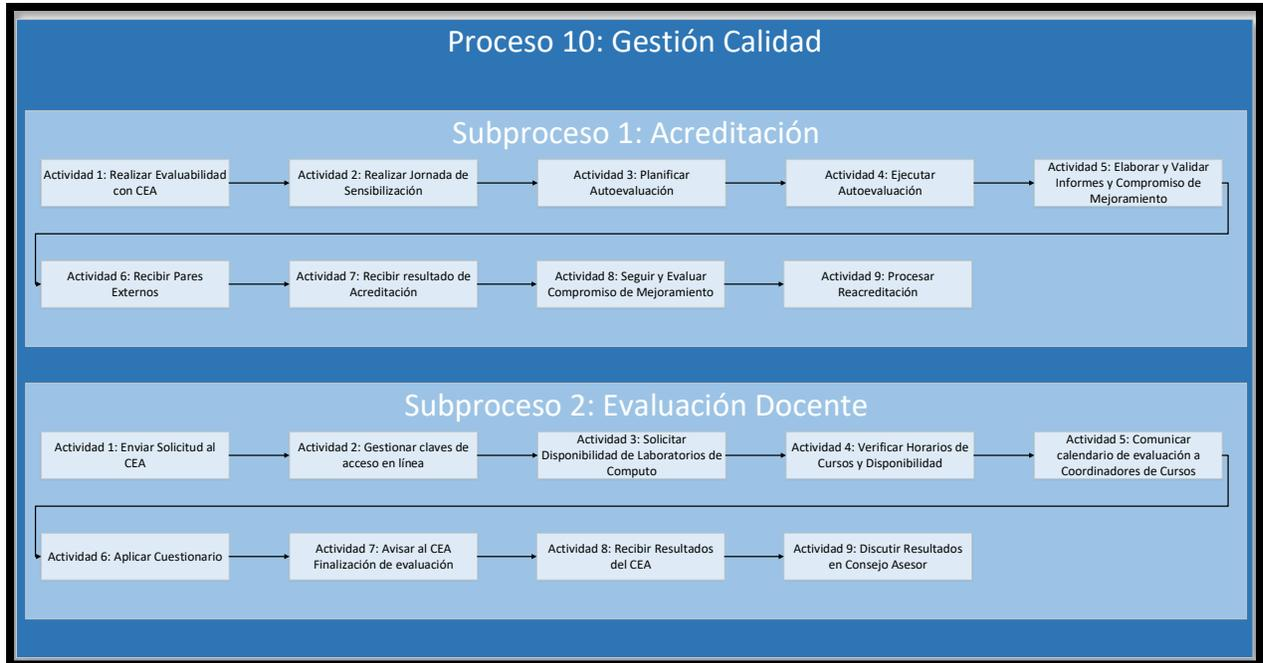 Proceso 10: Gestión Calidad
Subproceso 1: Acreditación
Actividad 1: Realizar Evaluabilidad
con CEA
Actividad 2: Realizar Jornada de
Sensibilización
Actividad 3: Planificar
Autoevaluación
Actividad 4: Ejecutar
Autoevaluación
Actividad 5: Elaborar y Validar
Informes y Compromiso de
Mejoramiento
Actividad 6: Recibir Pares
Externos
Actividad 7: Recibir resultado de
Acreditación
Actividad 8: Seguir y Evaluar
Compromiso de Mejoramiento
Actividad 9: Procesar
Reacreditación
Subproceso 2: Evaluación Docente
Actividad 1: Enviar Solicitud al
CEA
Actividad 2: Gestionar claves de
acceso en línea
Actividad 3: Solicitar
Disponibilidad de Laboratorios de
Computo
Actividad 4: Verificar Horarios de
Cursos y Disponibilidad
Actividad 5: Comunicar
calendario de evaluación a
Coordinadores de Cursos
Actividad 6: Aplicar Cuestionario
Actividad 7: Avisar al CEA
Finalización de evaluación
Actividad 8: Recibir Resultados
del CEA
Actividad 9: Discutir Resultados
en Consejo Asesor